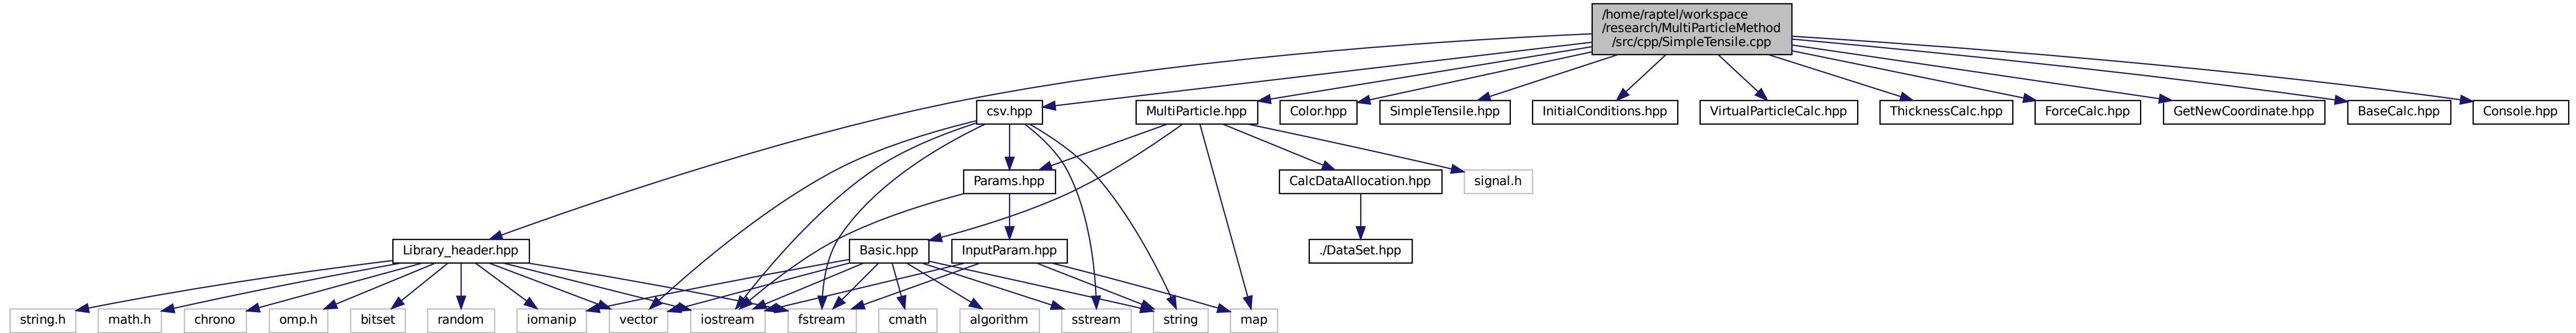 /home/raptel/workspace
/research/MultiParticleMethod
/src/cpp/SimpleTensile.cpp
csv.hpp
MultiParticle.hpp
Color.hpp
SimpleTensile.hpp
InitialConditions.hpp
VirtualParticleCalc.hpp
ThicknessCalc.hpp
ForceCalc.hpp
GetNewCoordinate.hpp
BaseCalc.hpp
Console.hpp
Params.hpp
CalcDataAllocation.hpp
signal.h
Library_header.hpp
Basic.hpp
InputParam.hpp
./DataSet.hpp
string.h
math.h
chrono
omp.h
bitset
random
iomanip
vector
iostream
fstream
cmath
algorithm
sstream
string
map